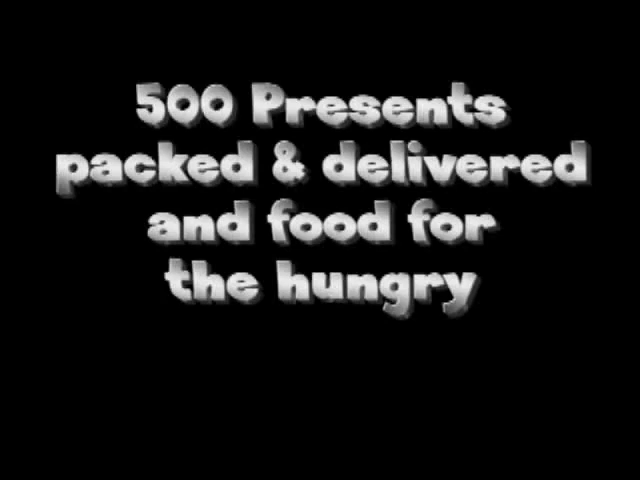 500 Presents
packed & delivered
and food for
the hungry